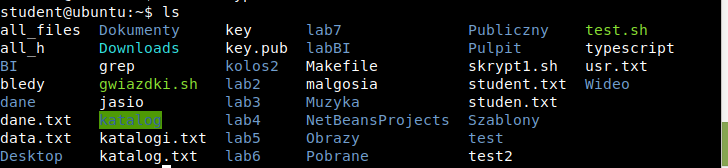 student@ubuntu:~$ ls
all_files Dokumenty key lab7 Publiczny test.sh
all_h Downloads key.pub labBI Pulpit typescript
BI grep kolos2 Makefile skrypt1.sh usr.txt
bledy gwiazdki.sh lab2 malgosia student.txt Wideo
dane jasio lab3 Muzyka studen.txt
dane.txt katalog lab4 NetBeansProjects Szablony
data.txt katalogi.txt lab5 Obrazy test
Desktop katalog.txt lab6 Pobrane test2